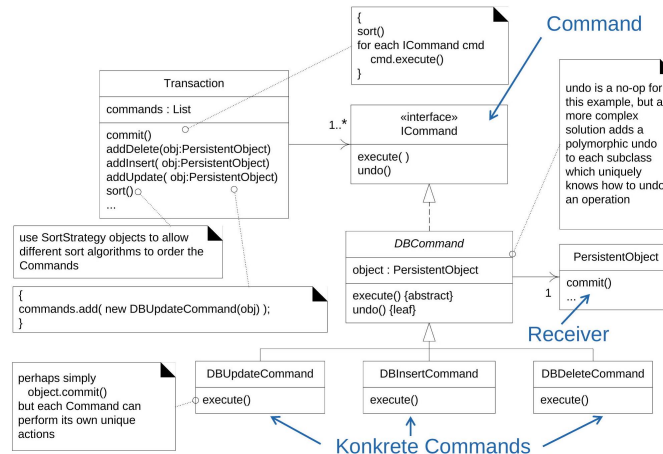 {
sort()
for each ICommand cmd
cmd.execute()
}
Command
Transaction
commands : List
commit()
addDelete(obj:PersistentObject)
addInsert( obj:PersistentObject)
addUpdate( obj:PersistentObject)
sort()
...
1..*
«interface»
ICommand
execute( )
undo()
undo is a no-op for
this example, but a
more complex
solution adds a
polymorphic undo
to each subclass
which uniquely
knows how to undo
an operation
use SortStrategy objects to allow
different sort algorithms to order the
Commands
DBCommand
object : PersistentObject
execute() {abstract}
undo() {leaf}
1
PersistentObject
commit()
...
Receiver
{
commands.add( new DBUpdateCommand(obj) );
}
perhaps simply
object.commit()
but each Command can
perform its own unique
actions
DBUpdateCommand
execute()
DBInsertCommand
execute()
DBDeleteCommand
execute()
Konkrete Commands